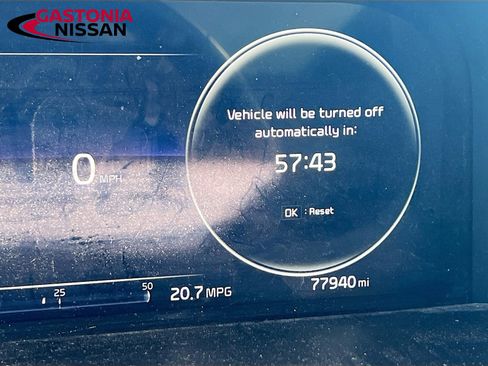 GASTONIA
NISSAN
Vehicle will be turned off
automatically in:
57:43
0 MPH
OK : Reset
25 50
20.7 MPG
77940 mi